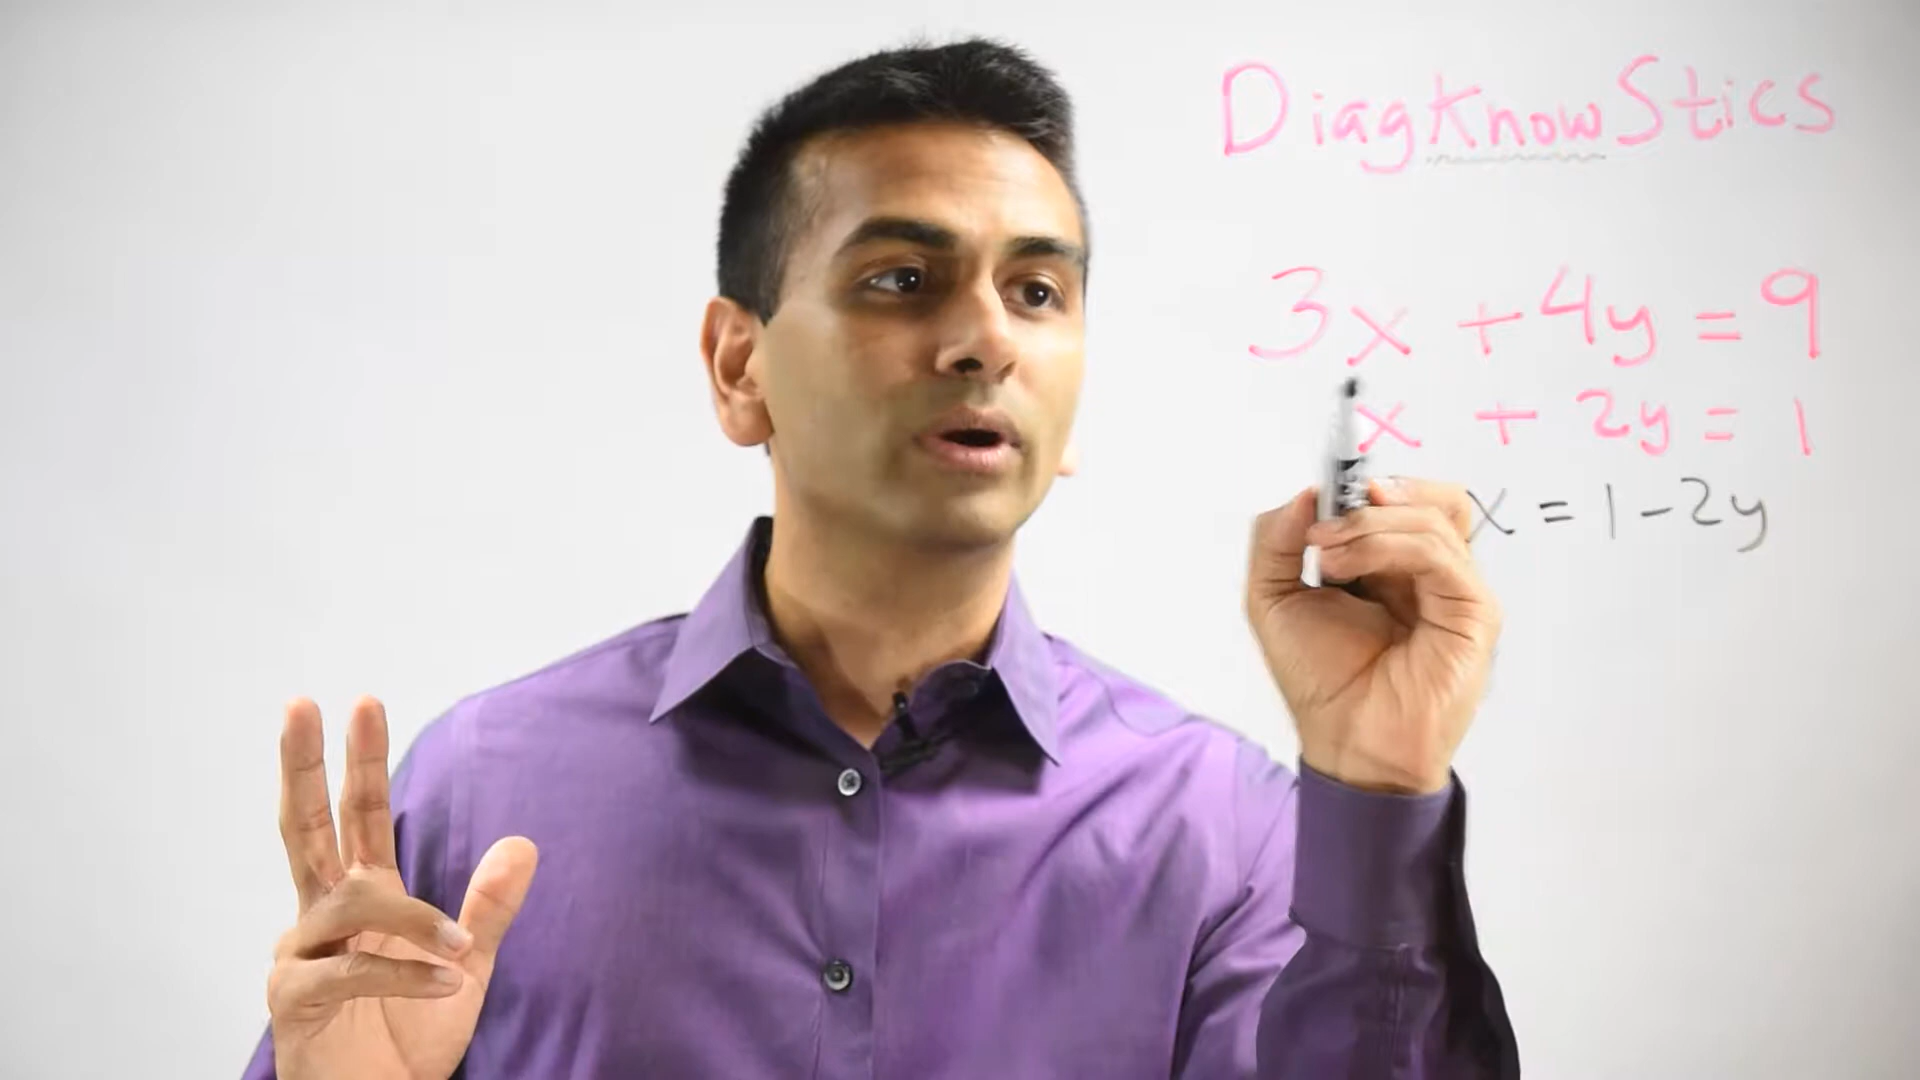 DiagKnowStics
3x + 4y = 9
x + 2y = 1
x = 1 - 2y